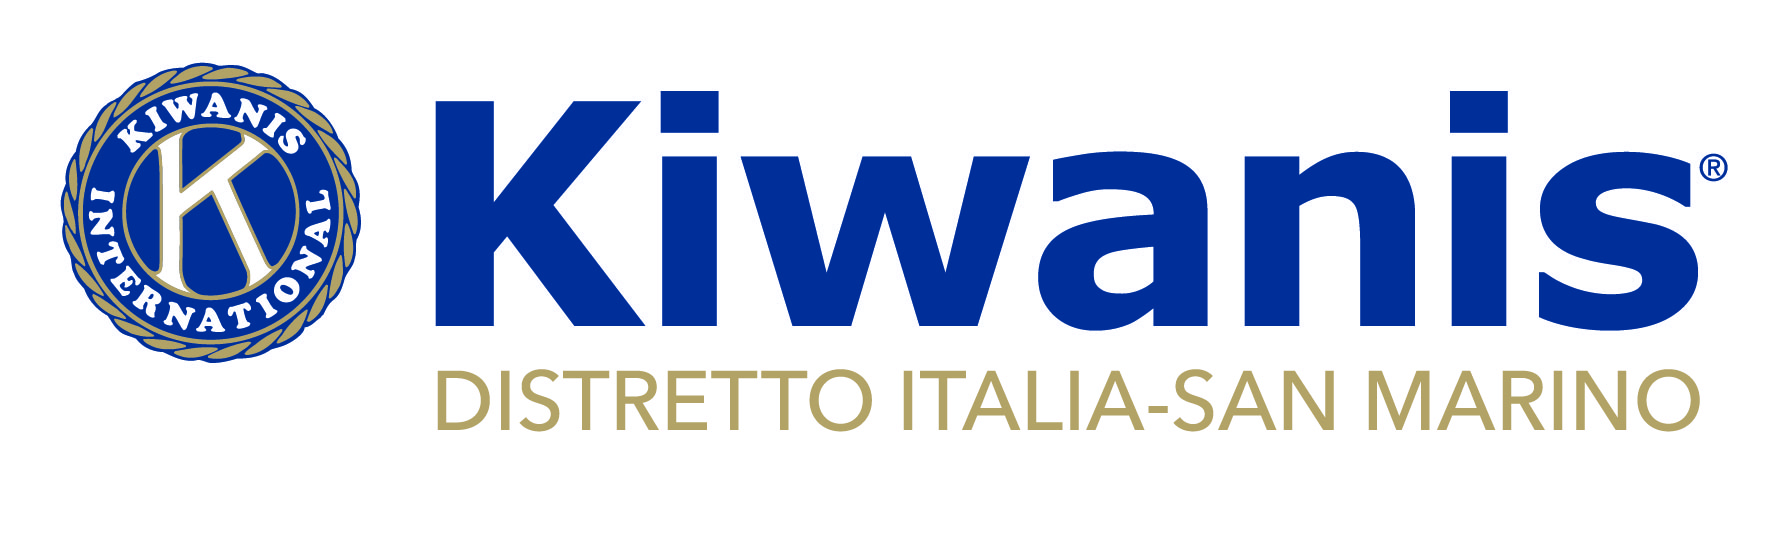 KIWANIS
K
INTERNATIONAL
Kiwanis®
DISTRETTO ITALIA-SAN MARINO